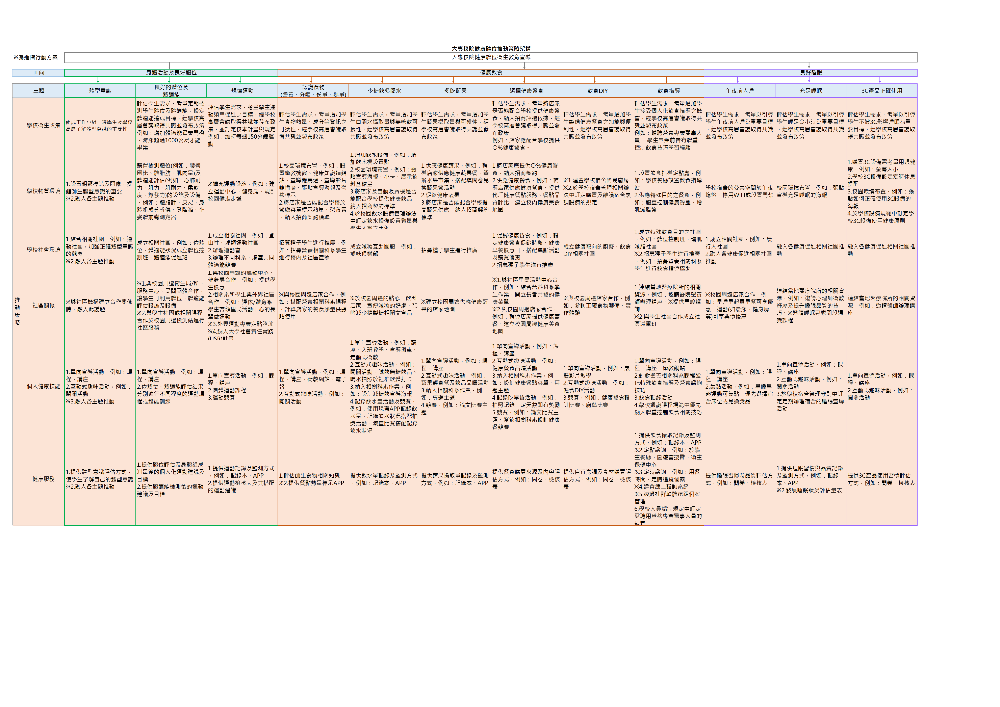 大專校院健康體位推動策略架構
※為進階行動方案
大專校院健康體位衛生教育宣導
面向
身體活動及良好體位
健康飲食
良好睡眠
主題
體型意識
良好的體位及
體適能
規律運動
認識食物
(營養、分類、份量、熱量)
少糖飲多喝水
多吃蔬果
選擇健康餐食
飲食DIY
飲食指導
午夜前入睡
充足睡眠
3C產品正確使用
推
動
策
略
學校衛生政策
組成工作小組，讓學生及學校
高層了解體型意識的重要性
評估學生需求，考量定期檢
測學生體位及體適能，設定
體適能達成目標，經學校高
層會議取得共識並發布政策
例如：增加體適能畢業門檻
，游泳超過1000公尺才能
畢業
評估學生需求，考量學生運
動頻率促進之目標，經學校
高層會議取得共識並發布政
策，並訂定校本計畫與規定
例如：維持每週150分鐘運
動
評估學生需求，考量增加學
生食物熱量、成分等資訊之
可獲性，經學校高層會議取
得共識並發布政策
評估學生需求，考量增加學
生白開水攝取量與無糖飲可
獲性，經學校高層會議取得
共識並發布政策
評估學生需求，考量增加學
生蔬果攝取量與可獲性，經
學校高層會議取得共識並發
布政策
評估學生需求，考量將店家
是否能配合學校提供健康餐
食，納入招商評選依據，經
學校高層會議取得共識並發
布政策
例如：店家應配合學校提供
〇%健康餐食。
評估學生需求，考量增加學
生製備健康餐食之知能與便
利性，經學校高層會議取得
共識並發布政策
評估學生需求，考量增加學
生接受個人化飲食指導之機
會，經學校高層會議取得共
識並發布政策
例如：增聘營養專業醫事人
員、 學生畢業前皆有體重
控制飲食技巧學習經驗
評估學生需求，考量以引導
學生午夜前入睡為重要目標
，經學校高層會議取得共識
並發布政策
評估學生需求，考量以引導
學生睡足〇小時為重要目標
，經學校高層會議取得共識
並發布政策
評估學生需求，考量以引導
學生不被3C影響睡眠為重
要目標，經學校高層會議取
得共識並發布政策
學校物質環境
1.設置明顯標誌及圖像，提
醒師生體型意識的重要
※2.融入各主題推動
購置檢測體位(例如：腰臀
圍比、體脂肪、肌肉量)及
體適能評估(例如：心肺耐
力、肌力、肌耐力、柔軟
度、爆發力)的設施及設備
，例如：體脂計、皮尺、身
體組成分析儀、登階箱、坐
姿體前彎測定器
※擴充運動設施，例如：建
立運動中心、健身房、規劃
校園健走步道
1.校園環境布置，例如：設
置衛教櫥窗、健康知識補給
站、宣導跑馬燈、宣導影片
輪播牆、張貼宣導海報及營
養標示
2.將店家是否能配合學校於
餐廳菜單標示熱量、營養素
，納入招商契約標準
1.增加飲水設備，例如：增
加飲水機設置點
2.校園環境布置，例如：張
貼宣導海報、小卡、展示飲
料含糖量
3.將店家及自動販賣機是否
能配合學校提供健康飲品，
納入招商契約標準
4.於校園飲水設備管理辦法
中訂定飲水設備設置數量與
學生人數之比例
1.供應健康蔬果，例如：輔
導店家供應健康蔬果餐、舉
辦水果市集、搭配填問卷兌
換蔬果餐活動
2.促銷健康蔬果
3.將店家是否能配合學校提
高蔬果供應，納入招商契約
標準
1.將店家應提供〇%健康餐
食，納入招商契約
2.供應健康餐食，例如：輔
導店家供應健康餐食、提供
代訂健康餐點服務、餐點品
質評比、建立校內健康美食
地圖
※1.建置學校宿舍簡易廚房
※2.於學校宿舍管理相關辦
法中訂定購置及維護宿舍烹
調設備的規定
1.設置飲食指導定點處，例
如：學校餐廳設置飲食指導
站
2.供應特殊目的之餐食，例
如：體重控制健康餐盒、增
肌減脂餐
學校宿舍的公共空間於午夜
熄燈、停用WIFI或設置門禁
校園環境布置，例如：張貼
宣導充足睡眠的海報
1.購置3C設備需考量用眼健
康，例如：螢幕大小
2.學校3C設備設定定時休息
提醒
3.校園環境布置，例如：張
貼如何正確使用3C設備的
海報
4.於學校設備規範中訂定學
校3C設備使用健康原則
學校社會環境
1.結合相關社團，例如：運
動社團，加強正確體型意識
的觀念
※2.融入各主題推動
成立相關社團，例如：依體
位、體適能狀況成立體位控
制班、體適能促進班
1.成立相關社團，例如：登
山社、球類運動社團
2.辦理運動會
3.辦理不同科系、處室共同
體適能競賽
招募種子學生進行推廣，例
如：招募營養相關科系學生
進行校內及社區宣導
成立減糖互助團體，例如：
戒糖俱樂部
招募種子學生進行推廣
1.促銷健康餐食，例如：設
定健康餐食促銷時段、健康
早餐優惠日、搭配集點活動
及購買優惠
2.招募種子學生進行推廣
成立健康取向的廚藝、飲食
DIY相關社團
1.成立特殊飲食目的之社團
，例如：體位控制班、增肌
減脂社團
※2.招募種子學生進行推廣
，例如：招募營養相關科系
學生進行飲食指導協助
1.成立相關社團，例如：晨
行人社團
2.融入各健康促進相關社團
推動
融入各健康促進相關社團推
動
融入各健康促進相關社團推
動
社區關係
※與社區機構建立合作關係
時，融入此議題
※1.與校園周邊衛生局/所、
服務中心、民間團體合作，
讓學生可利用體位、體適能
評估設施及設備
※2.與學生社團或相關課程
合作於校園周邊檢測站進行
社區服務
1.與校園周邊的運動中心、
健身房合作，例如：提供學
生優惠
2.相關系所學生與外界社區
合作，例如：運休/體育系
學生帶領里民活動中心的長
輩做運動
※3.外界運動專業定點諮詢
※4.納入大學社會責任實踐
(USR)計畫
※與校園周邊店家合作，例
如：搭配營養相關科系課程
，計算店家的餐食熱量供張
貼使用
※於校園周邊的點心、飲料
店家，宣傳減糖的好處、張
貼減少精製糖相關文宣品
※建立校園周邊供應健康蔬
果的店家地圖
※1.與社區里民活動中心合
作，例如：結合營養科系學
生作業，開立長者共餐的健
康菜單
※2.與校園周邊店家合作，
例如：輔導店家提供健康套
餐、建立校園周邊健康美食
地圖
※與校園周邊店家合作，例
如：參訪工廠食物製備、實
作體驗
1.連結當地醫療院所的相關
資源，例如：邀請醫院營養
師辦理講座、※提供門診諮
詢
※2.與學生社團合作成立社
區減重班
※校園周邊店家合作，例
如：早睡早起買早餐可享優
惠、運動(如晨泳、健身房
等)可享票價優惠
連結當地醫療院所的相關資
源，例如：邀請心理師衛教
紓壓及提升睡眠品質的技
巧、※邀請睡眠專家開設通
識課程
連結當地醫療院所的相關資
源，例如：邀請醫師辦理講
座
個人健康技能
1.單向宣導活動，例如：課
程、講座
2.互動式趣味活動，例如：
闖關活動
※3.融入各主題推動
1.單向宣導活動，例如：課
程、講座
2.依體位、體適能評估結果
分別進行不同程度的運動課
程或體能訓練
1.單向宣導活動，例如：課
程、講座
2.團體運動課程
3.運動競賽
1.單向宣導活動，例如：課
程、講座、衛教網站、電子
報
2.互動式趣味活動，例如：
闖關活動
1.單向宣導活動，例如：講
座、入班教學、宣導攤車、
走動式衛教
2.互動式趣味活動，例如：
闖關活動、試飲無糖飲品、
喝水拍照於社群軟體打卡
3.納入相關科系作業，例
如：設計減糖飲宣導海報
4.記錄飲水量活動及競賽，
例如：使用現有APP記錄飲
水量、記錄飲水狀況搭配抽
獎活動、減重比賽搭配記錄
飲水狀況
1.單向宣導活動，例如：課
程、講座
2.互動式趣味活動，例如：
蔬果輕食餐及飲品品嚐活動
3.納入相關科系作業，例
如：專題主題
4.競賽，例如：論文比賽主
題
1.單向宣導活動，例如：課
程、講座
2.互動式趣味活動，例如：
健康餐食品嚐活動
3.納入相關科系作業，例
如：設計健康餐點菜單、專
題主題
4.記錄吃早餐活動，例如：
拍照記錄一定天數即有獎勵
5.競賽，例如：論文比賽主
題、餐飲相關科系設計健康
餐競賽
1.單向宣導活動，例如：烹
飪影片教學
2.互動式趣味活動，例如：
輕食DIY活動
3.競賽，例如：健康餐食設
計比賽、廚藝比賽
1.單向宣導活動，例如：課
程、講座、衛教網站
2.針對營養相關科系課程強
化特殊飲食指導及營養諮詢
技巧
3.飲食記錄活動
4.學校通識課程規範中優先
納入體重控制飲食相關技巧
1.單向宣導活動，例如：課
程、講座
2.集點活動，例如：早睡早
起運動可集點，優先選擇宿
舍床位或兌換獎品
1.單向宣導活動，例如：課
程、講座
2.互動式趣味活動，例如：
闖關活動
3.於學校宿舍管理守則中訂
定定期辦理宿舍的睡眠宣導
活動
1.單向宣導活動，例如：課
程、講座
2.互動式趣味活動，例如：
闖關活動
健康服務
1.提供體型意識評估方式，
使學生了解自己的體型意識
※2.融入各主題推動
1.提供體位評估及身體組成
測量後的個人化運動建議及
目標
2.提供體適能檢測後的運動
建議及目標
1.提供運動記錄及監測方式
，例如：記錄本、APP
2.提供運動檢核表及其搭配
的運動建議
1.評估師生食物相關知識
※2.提供餐點熱量標示APP
提供飲水量記錄及監測方式
，例如：記錄本、APP
提供蔬果攝取量記錄及監測
方式，例如：記錄本、APP
提供餐食購買來源及內容評
估方式，例如：問卷、檢核
表
提供自行烹調及食材購買評
估方式，例如：問卷、檢核
表
1.提供飲食攝取記錄及監測
方式，例如：記錄本、APP
※2.定點諮詢，例如：於學
生餐廳、園遊會擺攤、衛生
保健中心
※3.定時諮詢，例如：用餐
時間、定時追蹤個案
※4.建置線上諮詢系統
※5.透過社群軟體遠距個案
管理
6.學校人員編制規定中訂定
需聘用營養專業醫事人員的
規定
提供睡眠習慣及品質評估方
式，例如：問卷、檢核表
1.提供睡眠習慣與品質記錄
及監測方式，例如：記錄
本、APP
※2.發展睡眠狀況評估量表
提供3C產品使用習慣評估
方式，例如：問卷、檢核表